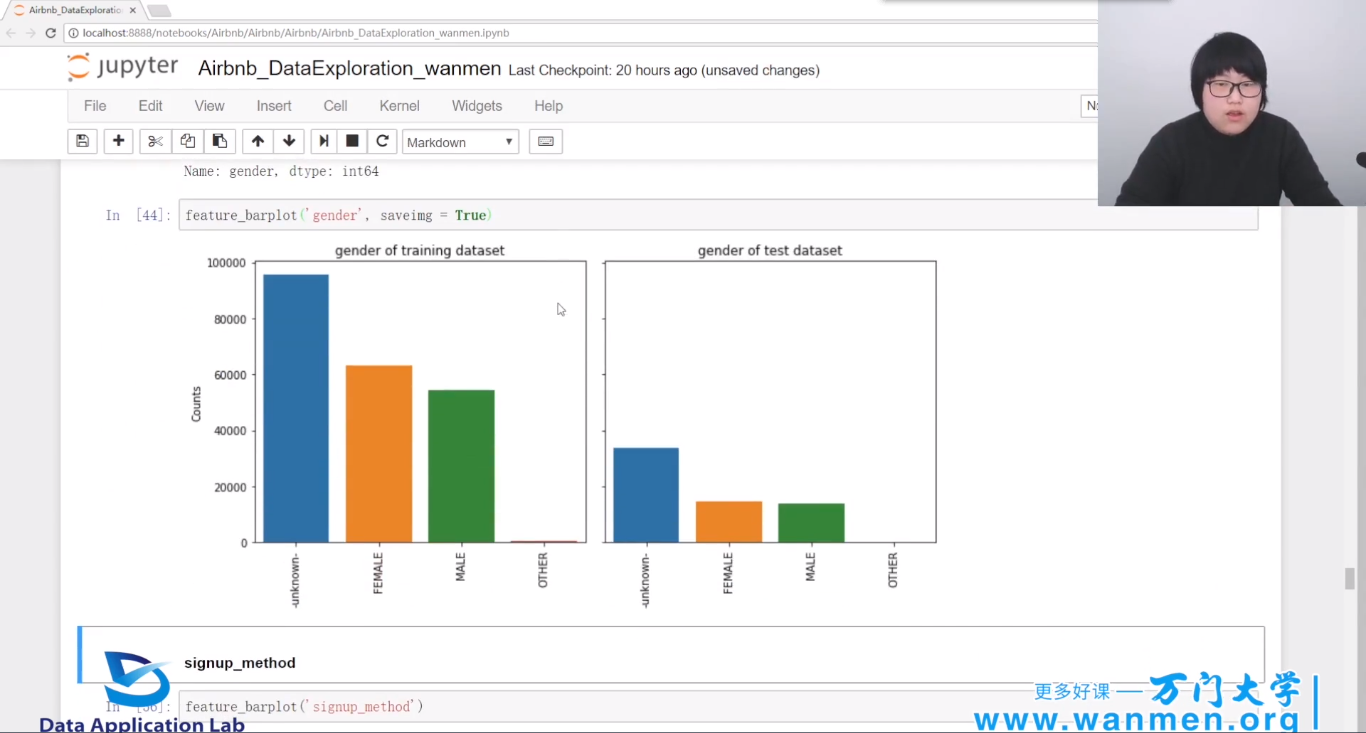 Airbnb_DataExploratio
localhost:8888/notebooks/Airbnb/Airbnb/Airbnb/Airbnb_DataExploration_wanmen.ipynb
jupyter Airbnb_DataExploration_wanmen Last Checkpoint: 20 hours ago (unsaved changes)
File Edit View Insert Cell Kernel Widgets Help
Markdown
Name: gender, dtype: int64
In [44]: feature_barplot('gender', saveimg = True)
gender of training dataset
gender of test dataset
100000
80000
60000
40000
20000
0
Counts
-unknown-
FEMALE
MALE
OTHER
-unknown-
FEMALE
MALE
OTHER
signup_method
feature_barplot('signup_method')
Data Application Lab
更多好课 — 万门大学
www.wanmen.org